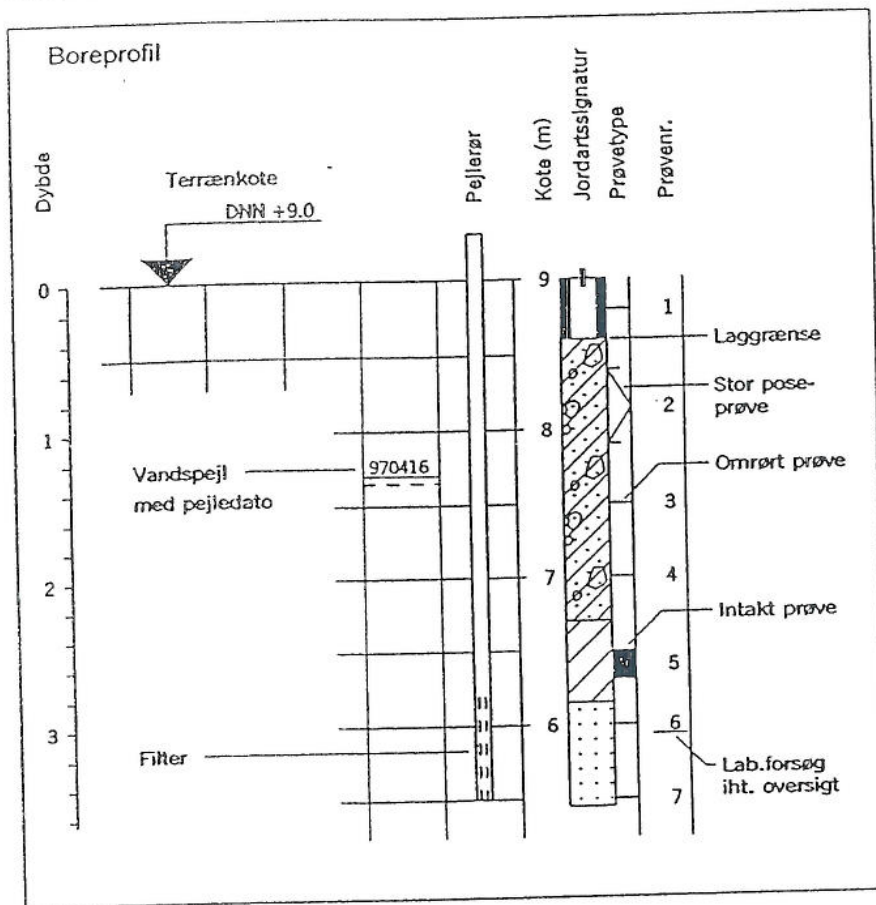 Boreprofil
Dybde
Terrænkote
DNN +9.0
Pejlerør
Kote (m)
Jordartssignatur
Prøvetype
Prøvenr.
0
9
1
Laggrænse
Stor pose-
prøve
2
1
8
Vandspejl
med pejledato
970416
Omrørt prøve
3
2
7
4
Intakt prøve
5
3
6
6
Filter
Lab.forsøg
iht. oversigt
7